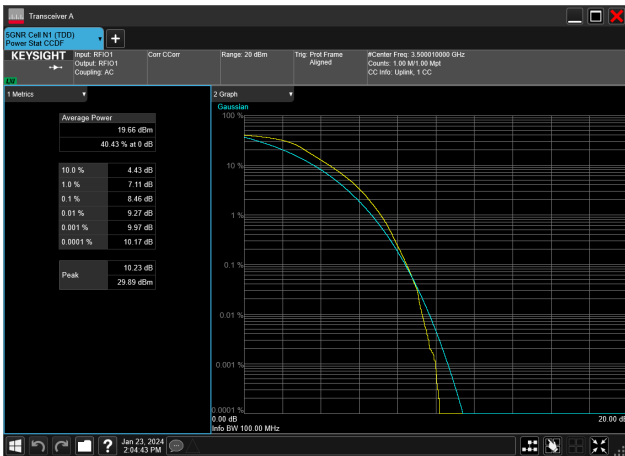 Transceiver A
5GNR Cell N1 (TDD)
Power Stat CCDF
KEYSIGHT
Input: RFIO1
Output: RFIO1
Coupling: AC
Corr CCorr
Range: 20 dBm
Trig: Prot Frame
Aligned
#Center Freq: 3.500010000 GHz
Counts: 1.00 M/1.00 Mpt
CC Info: Uplink, 1 CC
1 Metrics
Average Power
19.66 dBm
40.43 % at 0 dB
10.0 % 4.43 dB
1.0 % 7.11 dB
0.1 % 8.46 dB
0.01 % 9.27 dB
0.001 % 9.97 dB
0.0001 % 10.17 dB
Peak
10.23 dB
29.89 dBm
2 Graph
Gaussian
100 %
10 %
1 %
0.1 %
0.01 %
0.001 %
0.0001 %
0.00 dB
20.00 dB
Info BW 100.00 MHz
Jan 23, 2024
2:04:43 PM